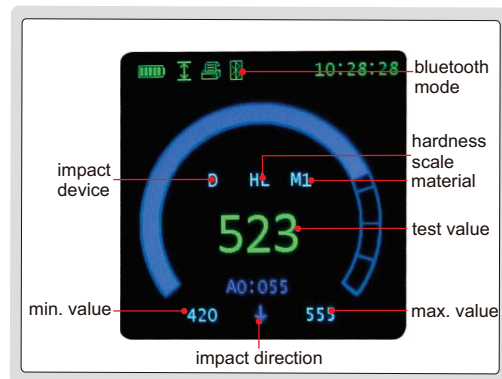 10:28:28
bluetooth
mode
hardness
scale
impact
device
D HL M1
material
523
test value
A0:055
min. value
420
555
max. value
impact direction